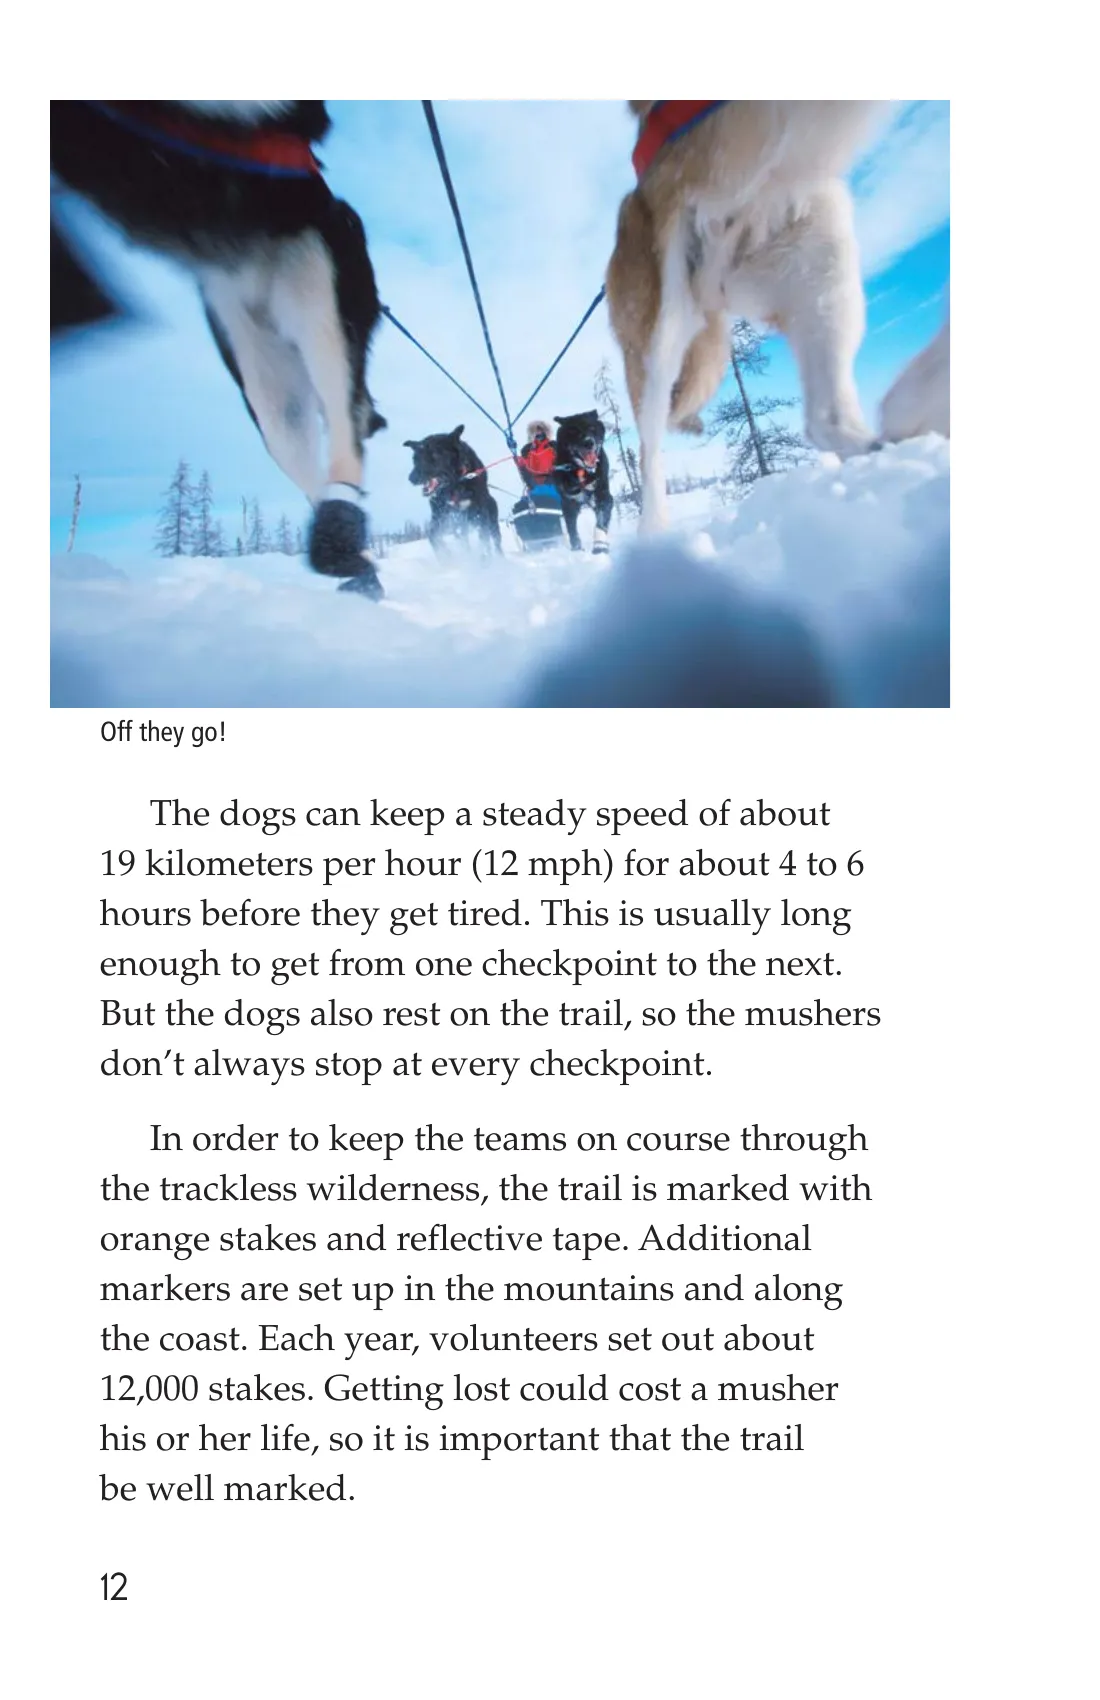 Off they go!
The dogs can keep a steady speed of about
19 kilometers per hour (12 mph) for about 4 to 6
hours before they get tired. This is usually long
enough to get from one checkpoint to the next.
But the dogs also rest on the trail, so the mushers
don’t always stop at every checkpoint.
In order to keep the teams on course through
the trackless wilderness, the trail is marked with
orange stakes and reflective tape. Additional
markers are set up in the mountains and along
the coast. Each year, volunteers set out about
12,000 stakes. Getting lost could cost a musher
his or her life, so it is important that the trail
be well marked.
12